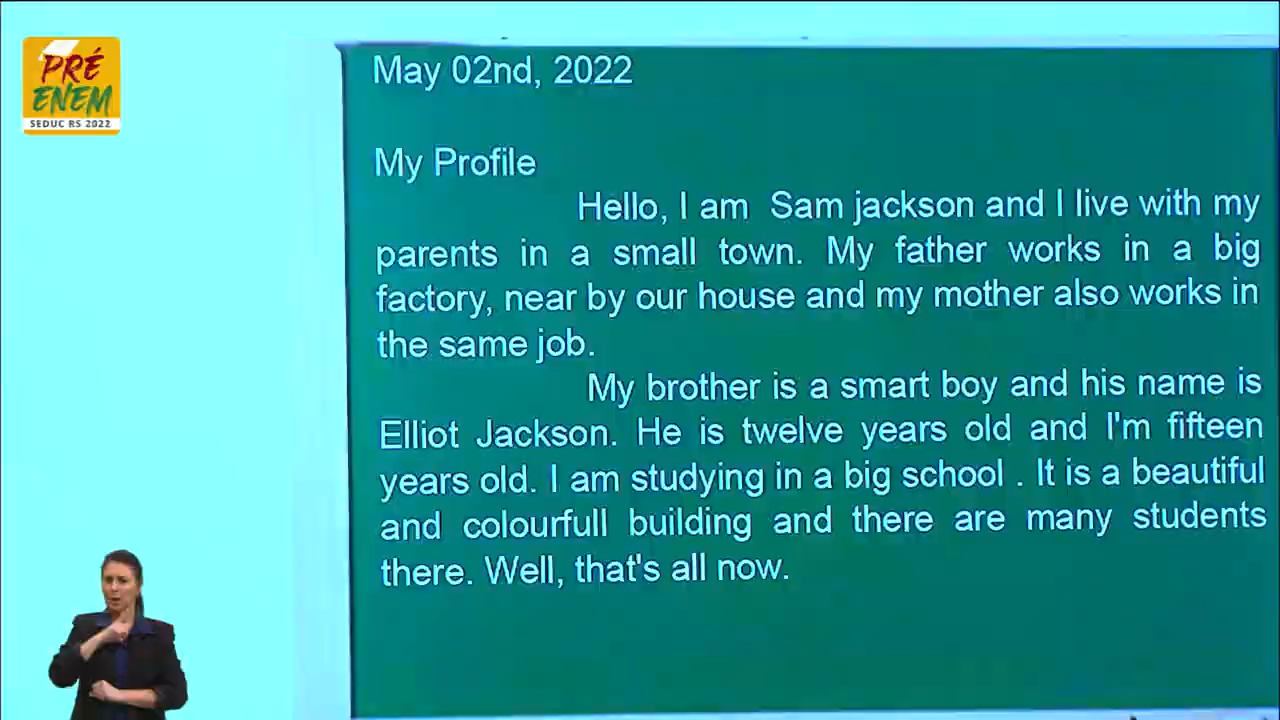 PRÉ
ENEM
SEDUC RS 2022
May 02nd, 2022
My Profile
Hello, I am Sam jackson and I live with my
parents in a small town. My father works in a big
factory, near by our house and my mother also works in
the same job.
My brother is a smart boy and his name is
Elliot Jackson. He is twelve years old and I'm fifteen
years old. I am studying in a big school . It is a beautiful
and colourfull building and there are many students
there. Well, that's all now.